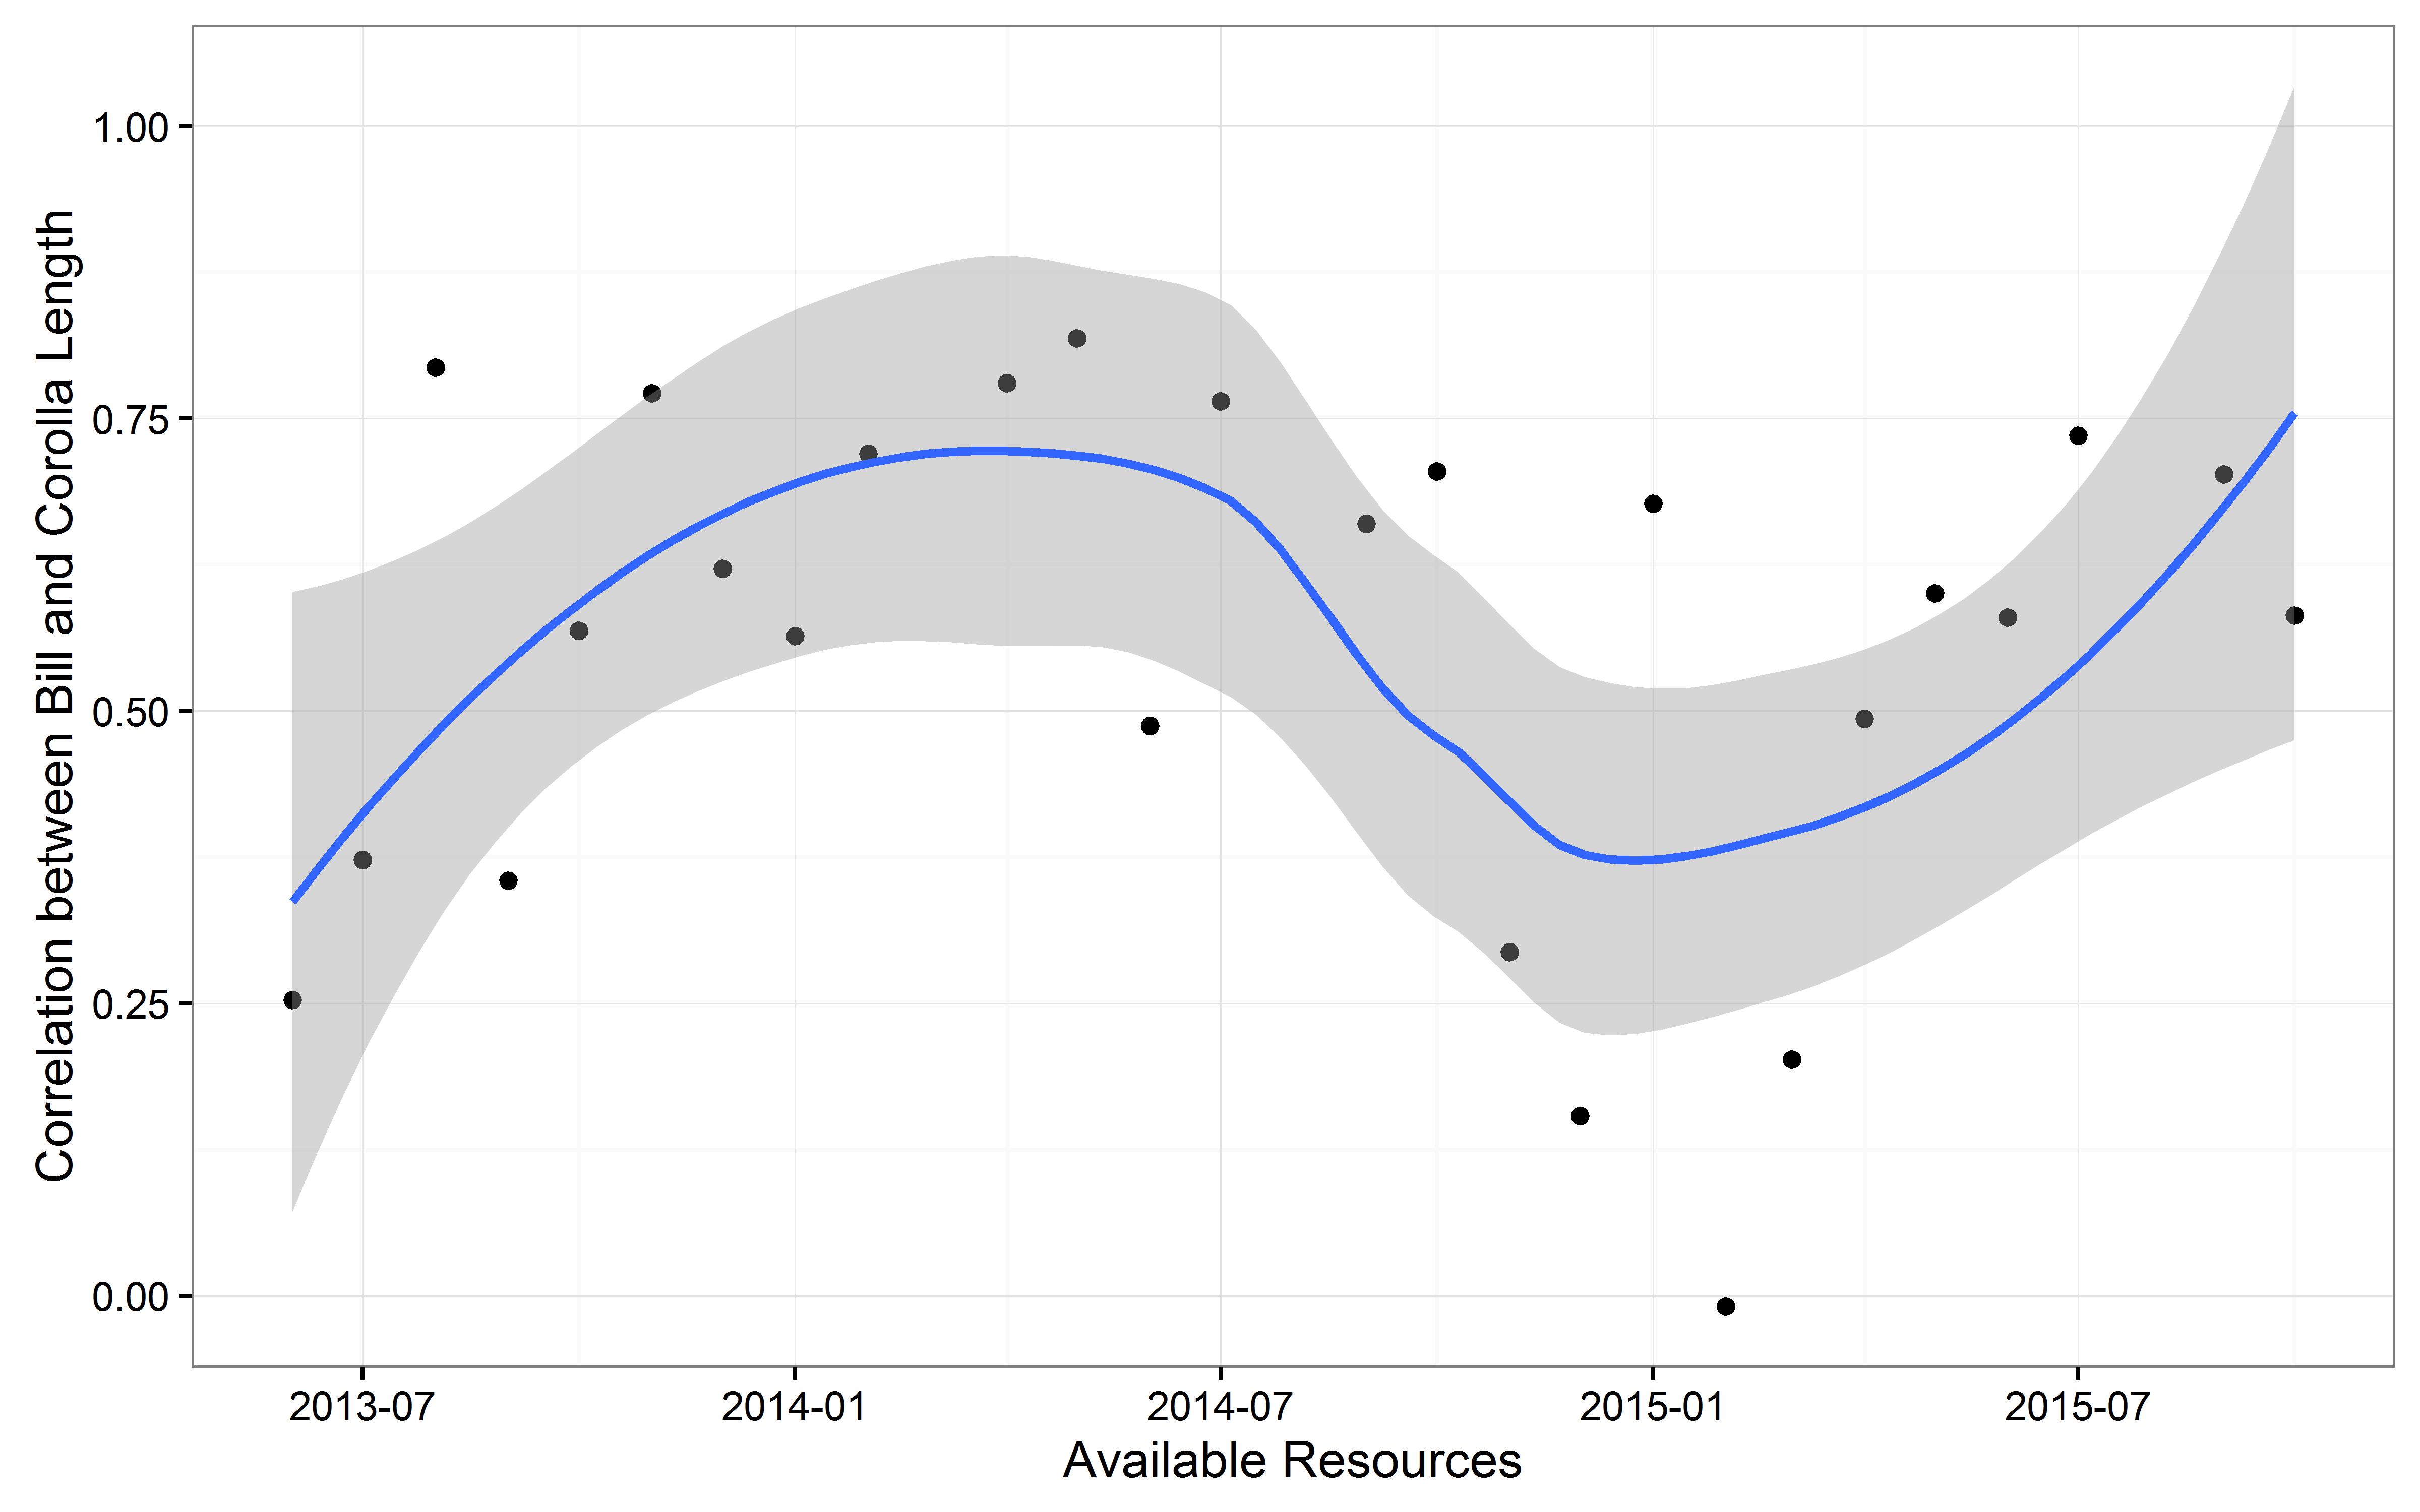 Correlation between Bill and Corolla Length
1.00
0.75
0.50
0.25
0.00
2013-07 2014-01 2014-07 2015-01 2015-07
Available Resources